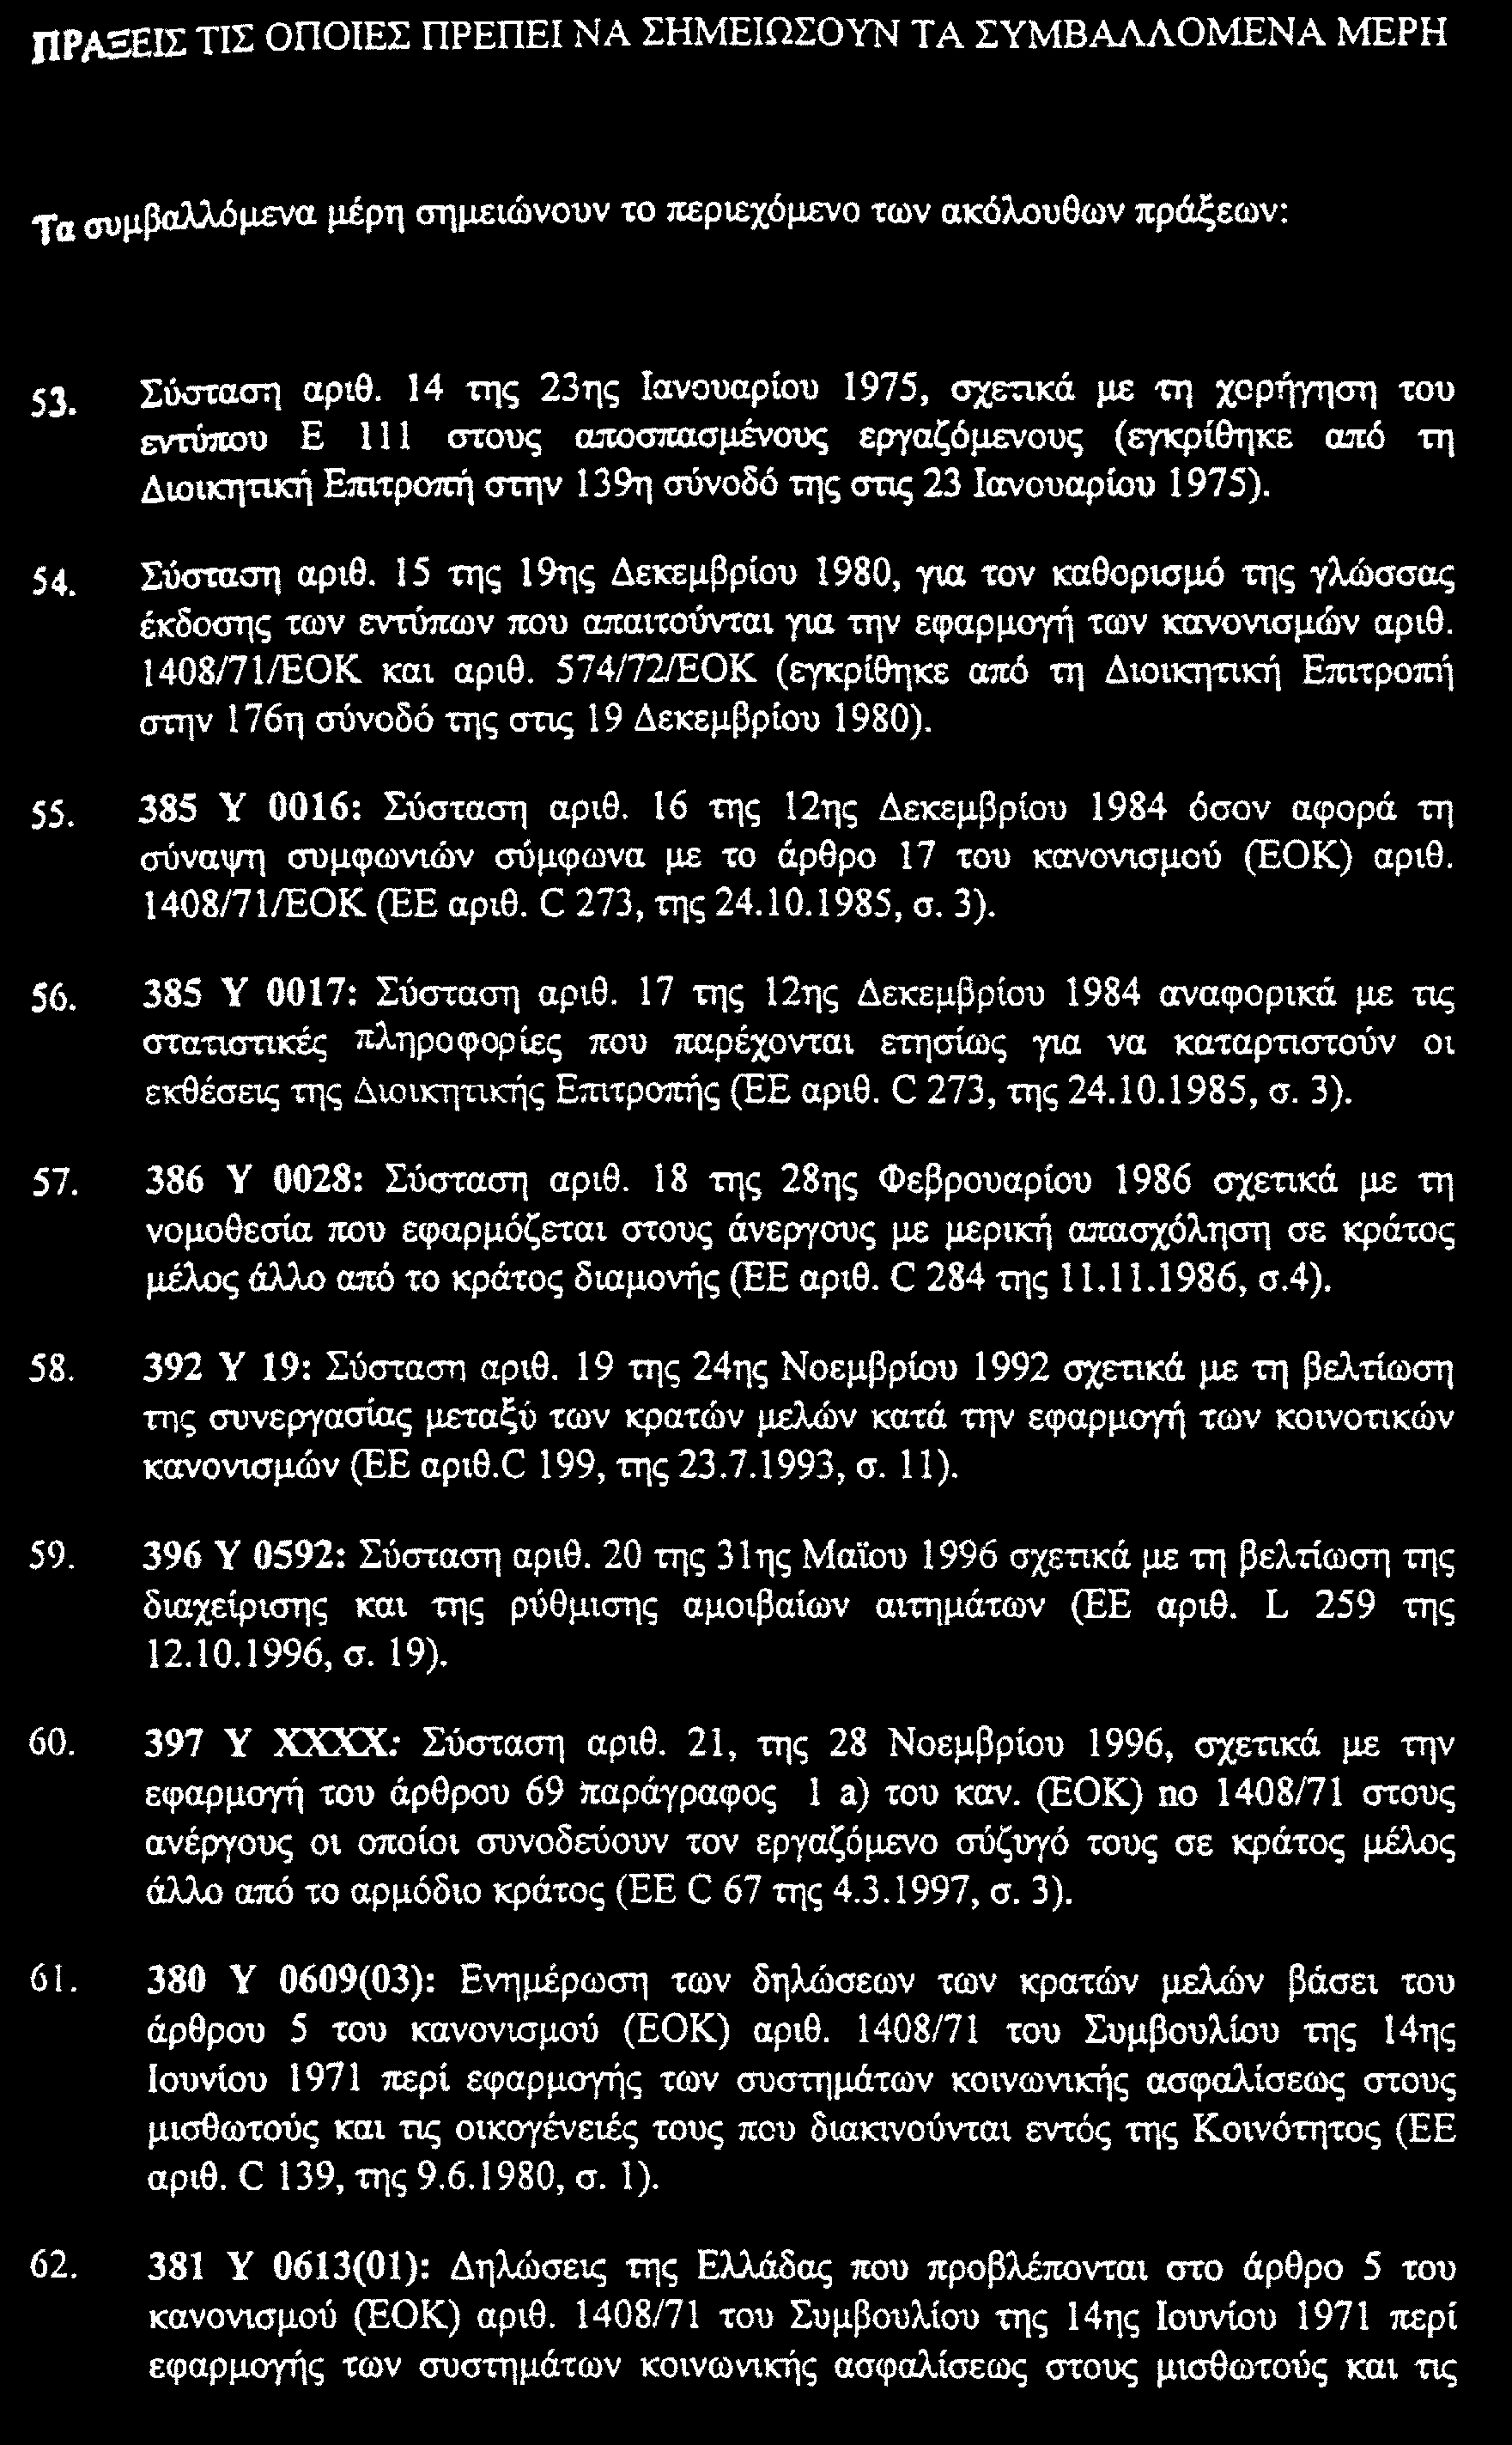 ΠΡΑΞΕΙΣ ΤΙΣ ΟΠΟΙΕΣ ΠΡΕΠΕΙ ΝΑ ΣΗΜΕΙΩΣΟΥΝ ΤΑ ΣΥΜΒΑΛΛΟΜΕΝΑ ΜΕΡΗ
Τα συμβαλλόμενα μέρη σημειώνουν το περιεχόμενο των ακόλουθων πράξεων:
53. Σύσταση αριθ. 14 της 23ης Ιανουαρίου 1975, σχετικά με τη χορήγηση του
εντύπου Ε 111 στους αποσπασμένους εργαζόμενους (εγκρίθηκε από τη
Διοικητική Επιτροπή στην 139η σύνοδό της στις 23 Ιανουαρίου 1975).
54. Σύσταση αριθ. 15 της 19ης Δεκεμβρίου 1980, για τον καθορισμό της γλώσσας
έκδοσης των εντύπων που απαιτούνται για την εφαρμογή των κανονισμών αριθ.
1408/71/ΕΟΚ και αριθ. 574/72/ΕΟΚ (εγκρίθηκε από τη Διοικητική Επιτροπή
στην 176η σύνοδό της στις 19 Δεκεμβρίου 1980).
55. 385 Υ 0016: Σύσταση αριθ. 16 της 12ης Δεκεμβρίου 1984 όσον αφορά τη
σύναψη συμφωνιών σύμφωνα με το άρθρο 17 του κανονισμού (ΕΟΚ) αριθ.
1408/71/ΕΟΚ (ΕΕ αριθ. C 273, της 24.10.1985, σ. 3).
56. 385 Υ 0017: Σύσταση αριθ. 17 της 12ης Δεκεμβρίου 1984 αναφορικά με τις
στατιστικές πληροφορίες που παρέχονται ετησίως για να καταρτιστούν οι
εκθέσεις της Διοικητικής Επιτροπής (ΕΕ αριθ. C 273, της 24.10.1985, σ. 3).
57. 386 Υ 0028: Σύσταση αριθ. 18 της 28ης Φεβρουαρίου 1986 σχετικά με τη
νομοθεσία που εφαρμόζεται στους άνεργους με μερική απασχόληση σε κράτος
μέλος άλλο από το κράτος διαμονής (ΕΕ αριθ. C 284 της 11.11.1986, σ.4).
58. 392 Υ 19: Σύσταση αριθ. 19 της 24ης Νοεμβρίου 1992 σχετικά με τη βελτίωση
της συνεργασίας μεταξύ των κρατών μελών κατά την εφαρμογή των κοινοτικών
κανονισμών (ΕΕ αριθ.C 199, της 23.7.1993, σ. 11).
59. 396 Υ 0592: Σύσταση αριθ. 20 της 31ης Μαΐου 1996 σχετικά με τη βελτίωση της
διαχείρισης και της ρύθμισης αμοιβαίων αιτημάτων (ΕΕ αριθ. L 259 της
12.10.1996, σ. 19).
60. 397 Υ ΧΧΧΧ: Σύσταση αριθ. 21, της 28 Νοεμβρίου 1996, σχετικά με την
εφαρμογή του άρθρου 69 παράγραφος 1 a) του καν. (ΕΟΚ) no 1408/71 στους
ανέργους οι οποίοι συνοδεύουν τον εργαζόμενο σύζυγό τους σε κράτος μέλος
άλλο από το αρμόδιο κράτος (ΕΕ C 67 της 4.3.1997, σ. 3).
61. 380 Υ 0609(03): Ενημέρωση των δηλώσεων των κρατών μελών βάσει του
άρθρου 5 του κανονισμού (ΕΟΚ) αριθ. 1408/71 του Συμβουλίου της 14ης
Ιουνίου 1971 περί εφαρμογής των συστημάτων κοινωνικής ασφαλίσεως στους
μισθωτούς και τις οικογένειές τους που διακινούνται εντός της Κοινότητος (ΕΕ
αριθ. C 139, της 9.6.1980, σ. 1).
62. 381 Υ 0613(01): Δηλώσεις της Ελλάδας που προβλέπονται στο άρθρο 5 του
κανονισμού (ΕΟΚ) αριθ. 1408/71 του Συμβουλίου της 14ης Ιουνίου 1971 περί
εφαρμογής των συστημάτων κοινωνικής ασφαλίσεως στους μισθωτούς και τις